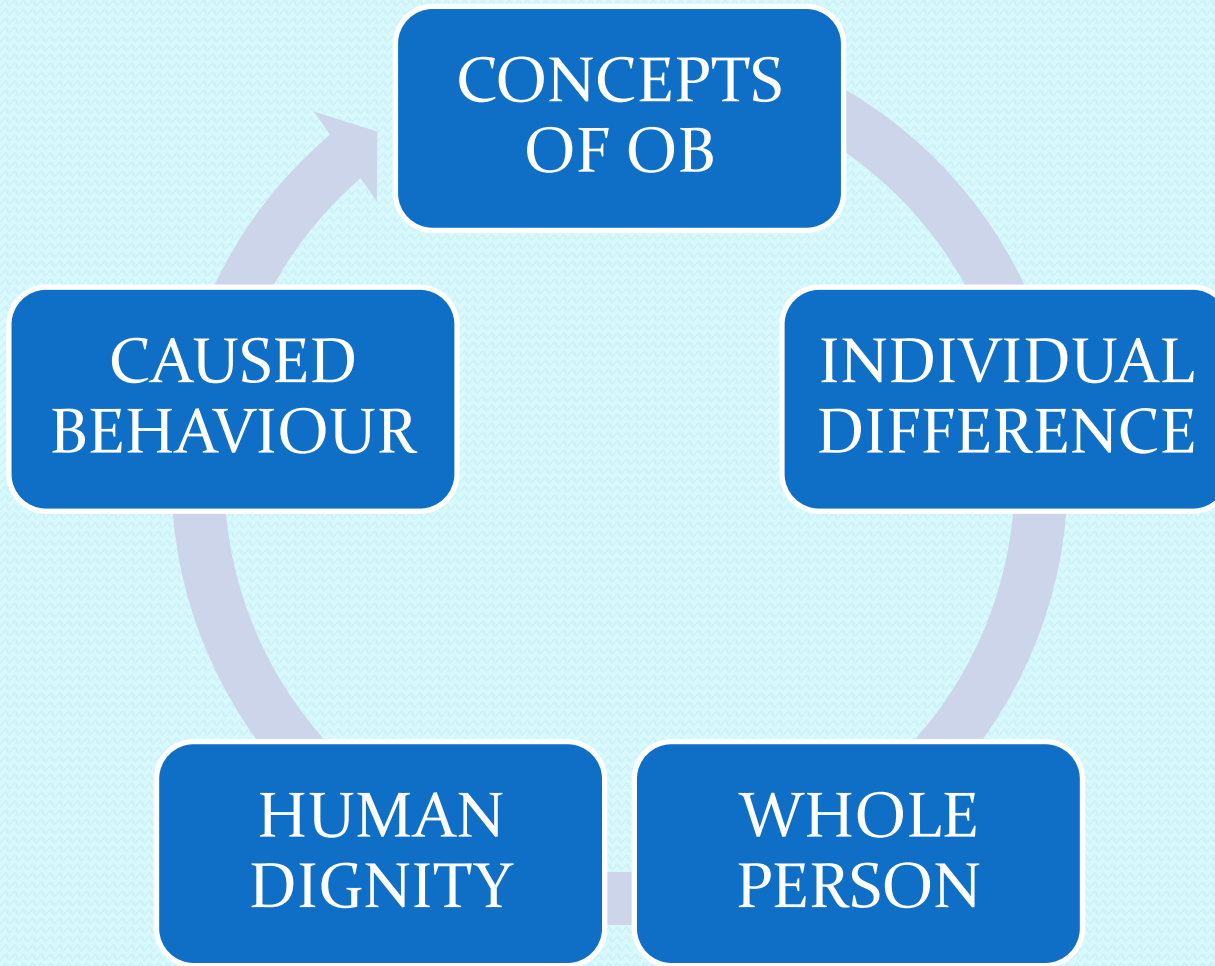 CONCEPTS
OF OB
INDIVIDUAL
DIFFERENCE
WHOLE
PERSON
HUMAN
DIGNITY
CAUSED
BEHAVIOUR